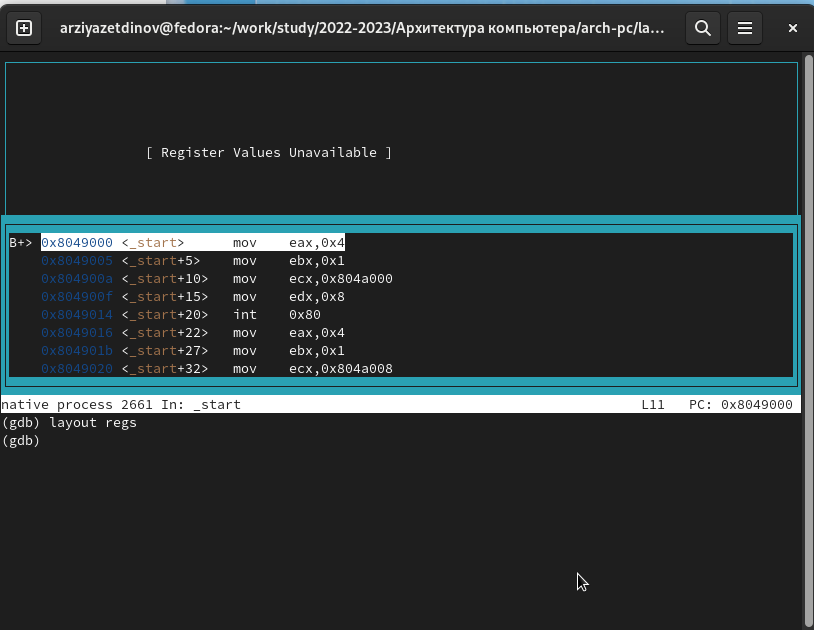 arziyazetdinov@fedora:~/work/study/2022-2023/Архитектура компьютера/arch-pc/la...
[ Register Values Unavailable ]
B+> 0x8049000 <_start> mov eax,0x4
0x8049005 <_start+5> mov ebx,0x1
0x804900a <_start+10> mov ecx,0x804a000
0x804900f <_start+15> mov edx,0x8
0x8049014 <_start+20> int 0x80
0x8049016 <_start+22> mov eax,0x4
0x804901b <_start+27> mov ebx,0x1
0x8049020 <_start+32> mov ecx,0x804a008
native process 2661 In: _start L11 PC: 0x8049000
(gdb) layout regs
(gdb)